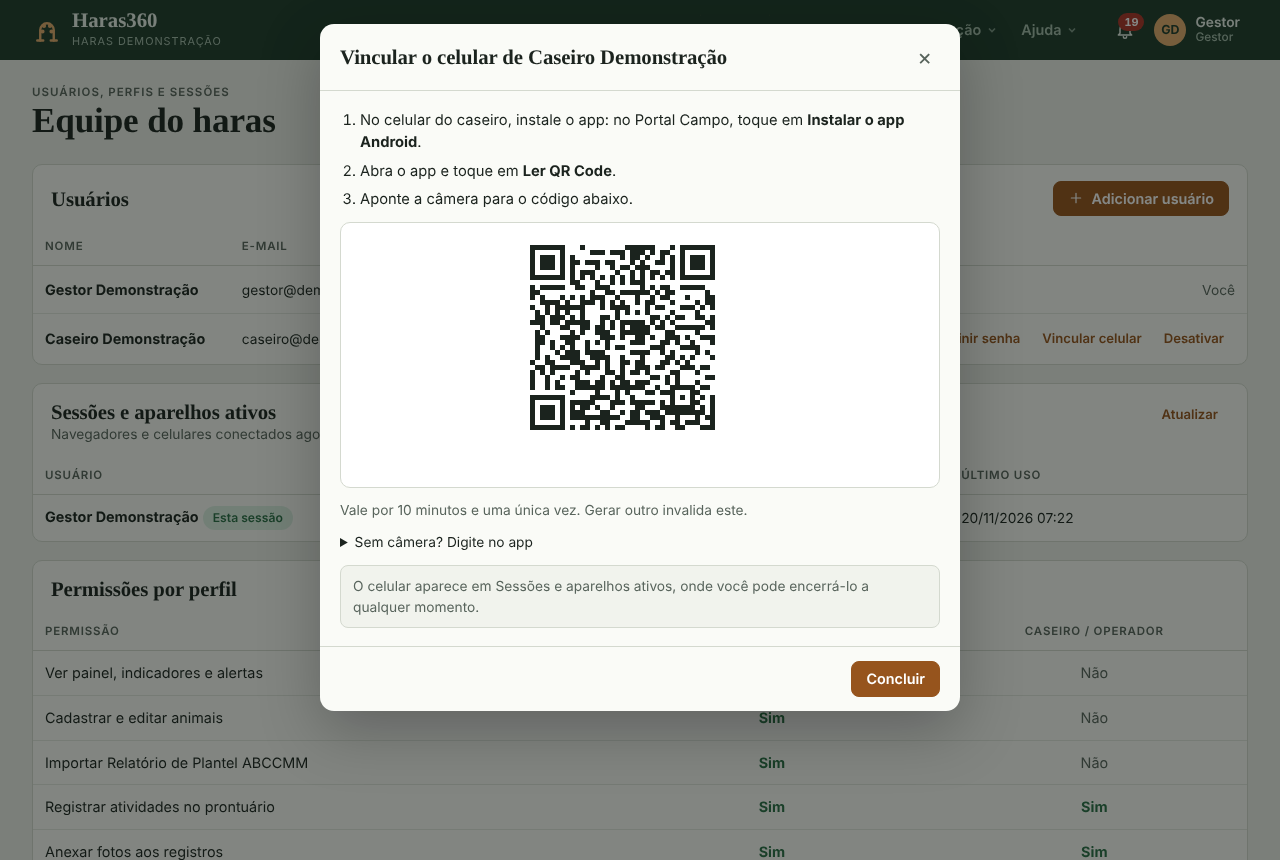 Haras360
HARAS DEMONSTRAÇÃO
ção
Ajuda
19
GD
Gestor
Gestor
USUÁRIOS, PERFIS E SESSÕES
Equipe do haras
Usuários
Adicionar usuário
NOME E-MAIL
Gestor Demonstração gestor@dem Você
Caseiro Demonstração caseiro@de inir senha Vincular celular Desativar
Sessões e aparelhos ativos
Navegadores e celulares conectados ago
Atualizar
USUÁRIO ÚLTIMO USO
Gestor Demonstração Esta sessão 20/11/2026 07:22
Permissões por perfil
PERMISSÃO CASEIRO / OPERADOR
Ver painel, indicadores e alertas Não
Cadastrar e editar animais Sim Não
Importar Relatório de Plantel ABCCMM Sim Não
Registrar atividades no prontuário Sim Sim
Anexar fotos aos registros Sim Sim
Vincular o celular de Caseiro Demonstração
1. No celular do caseiro, instale o app: no Portal Campo, toque em Instalar o app
Android.
2. Abra o app e toque em Ler QR Code.
3. Aponte a câmera para o código abaixo.
Vale por 10 minutos e uma única vez. Gerar outro invalida este.
Sem câmera? Digite no app
O celular aparece em Sessões e aparelhos ativos, onde você pode encerrá-lo a
qualquer momento.
Concluir